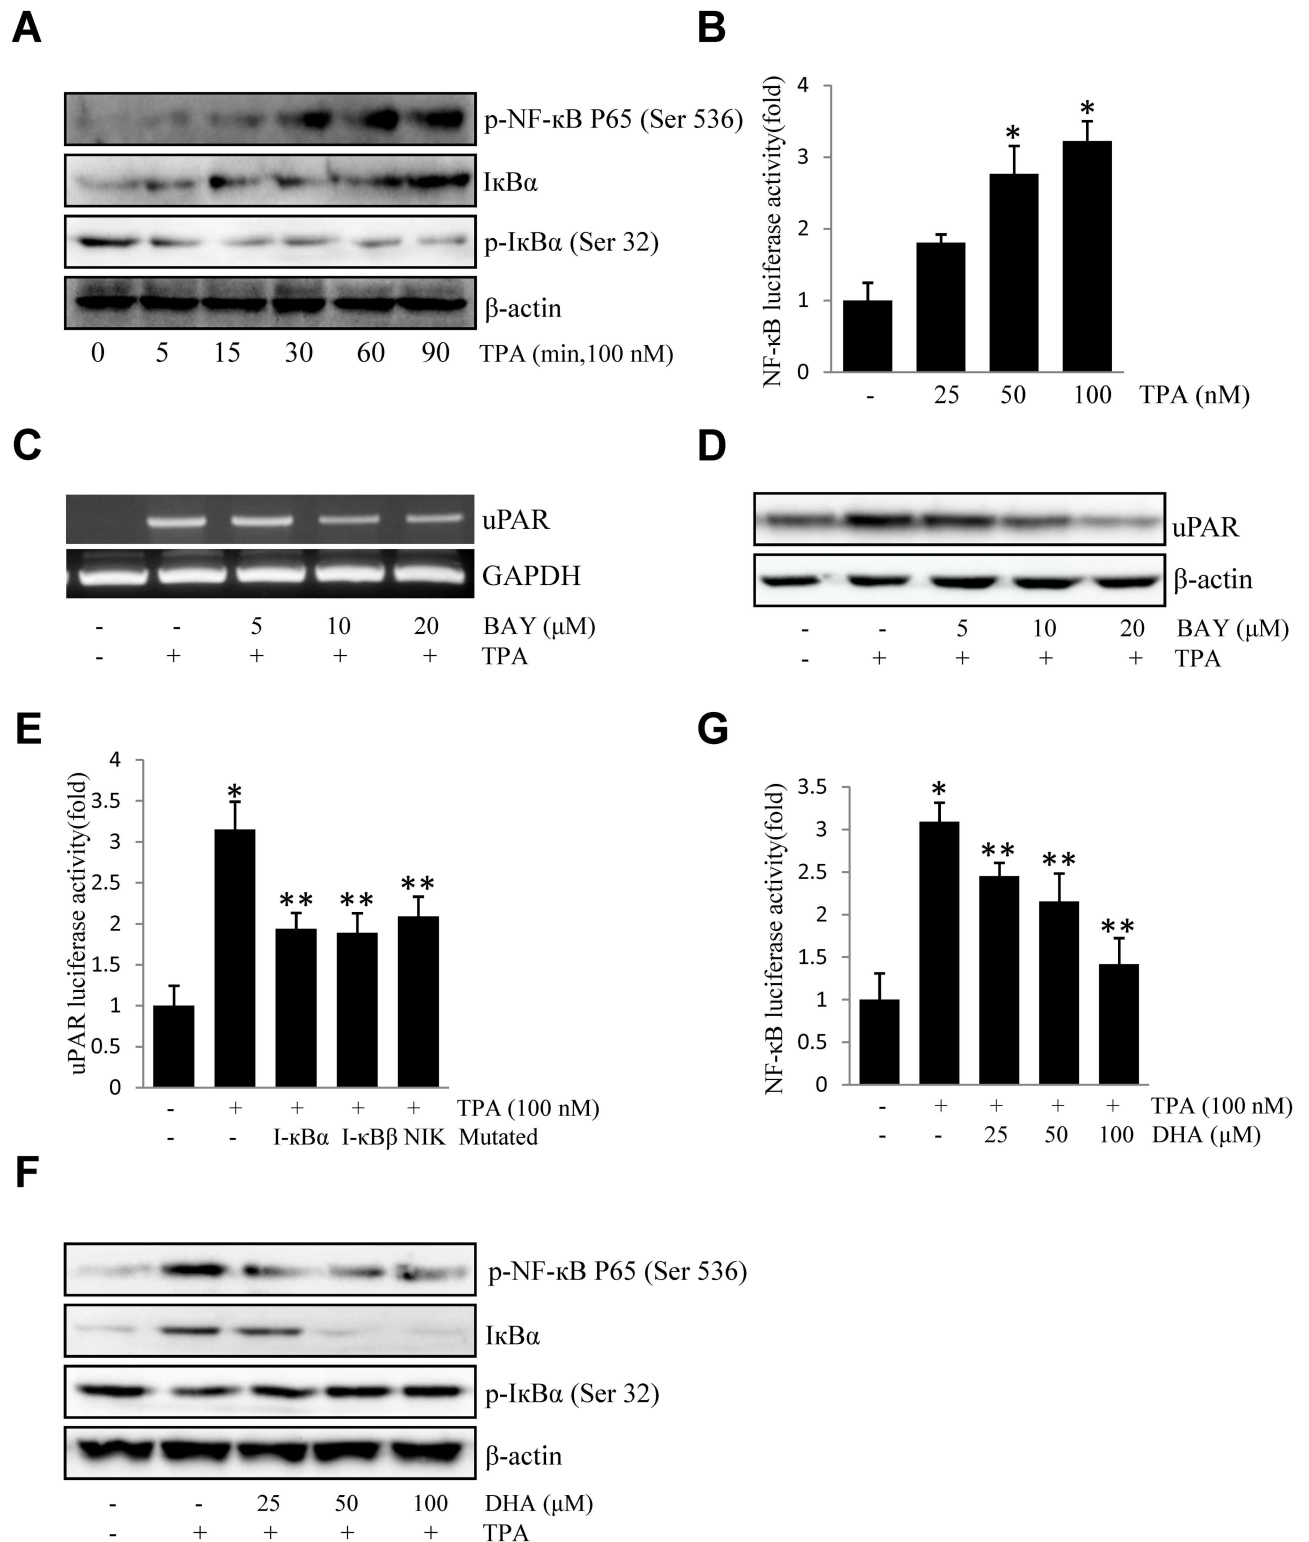 A
p-NF-κB P65 (Ser 536)
IκBα
p-IκBα (Ser 32)
β-actin
0 5 15 30 60 90 TPA (min,100 nM)
B
NF-κB luciferase activity(fold)
4
3
2
1
0
* *
- 25 50 100 TPA (nM)
C
uPAR
GAPDH
- - 5 10 20 BAY (μM)
- + + + + TPA
D
uPAR
β-actin
- - 5 10 20 BAY (μM)
- + + + + TPA
E
uPAR luciferase activity(fold)
4
3.5
3
2.5
2
1.5
1
0.5
0
* ** ** **
- + + + + TPA (100 nM)
- - I-κBα I-κBβ NIK Mutated
G
NF-κB luciferase activity(fold)
3.5
3
2.5
2
1.5
1
0.5
0
* ** ** **
- + + + + TPA (100 nM)
- - 25 50 100 DHA (μM)
F
p-NF-κB P65 (Ser 536)
IκBα
p-IκBα (Ser 32)
β-actin
- - 25 50 100 DHA (μM)
- + + + + TPA